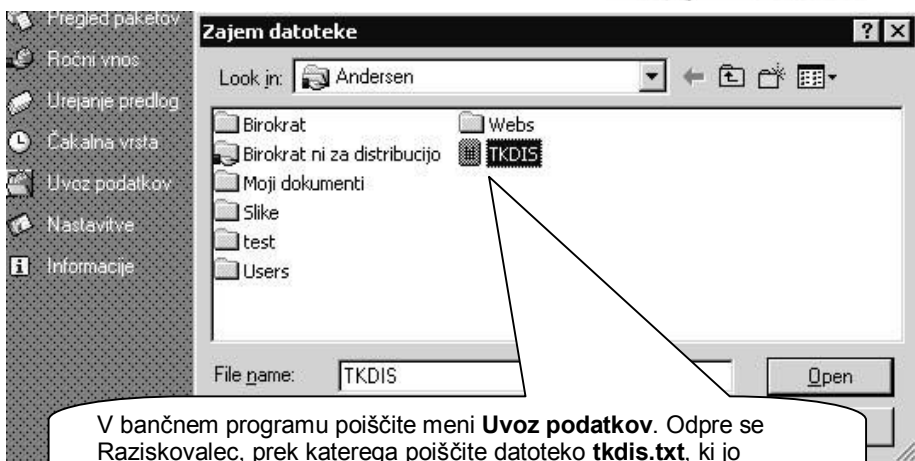 Pregled paketov
Ročni vnos
Urejanje predlog
Čakalna vrsta
Uvoz podatkov
Nastavitve
Informacije
Zajem datoteke
Look in: Andersen
Birokrat
Birokrat ni za distribucijo
Moji dokumenti
Slike
test
Users
Webs
TKDIS
File name: TKDIS
Open
V bančnem programu poiščite meni Uvoz podatkov. Odpre se
Raziskovalec, prek katerega poiščite datoteko tkdis.txt, ki jo